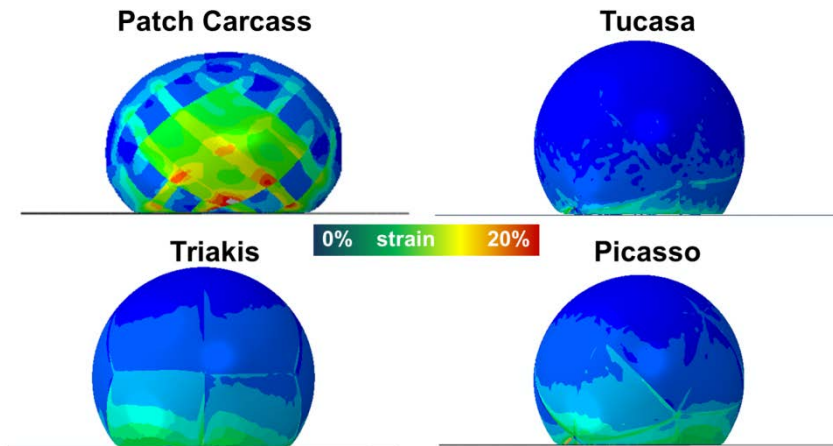 Patch Carcass
Tucasa
0% strain 20%
Triakis
Picasso